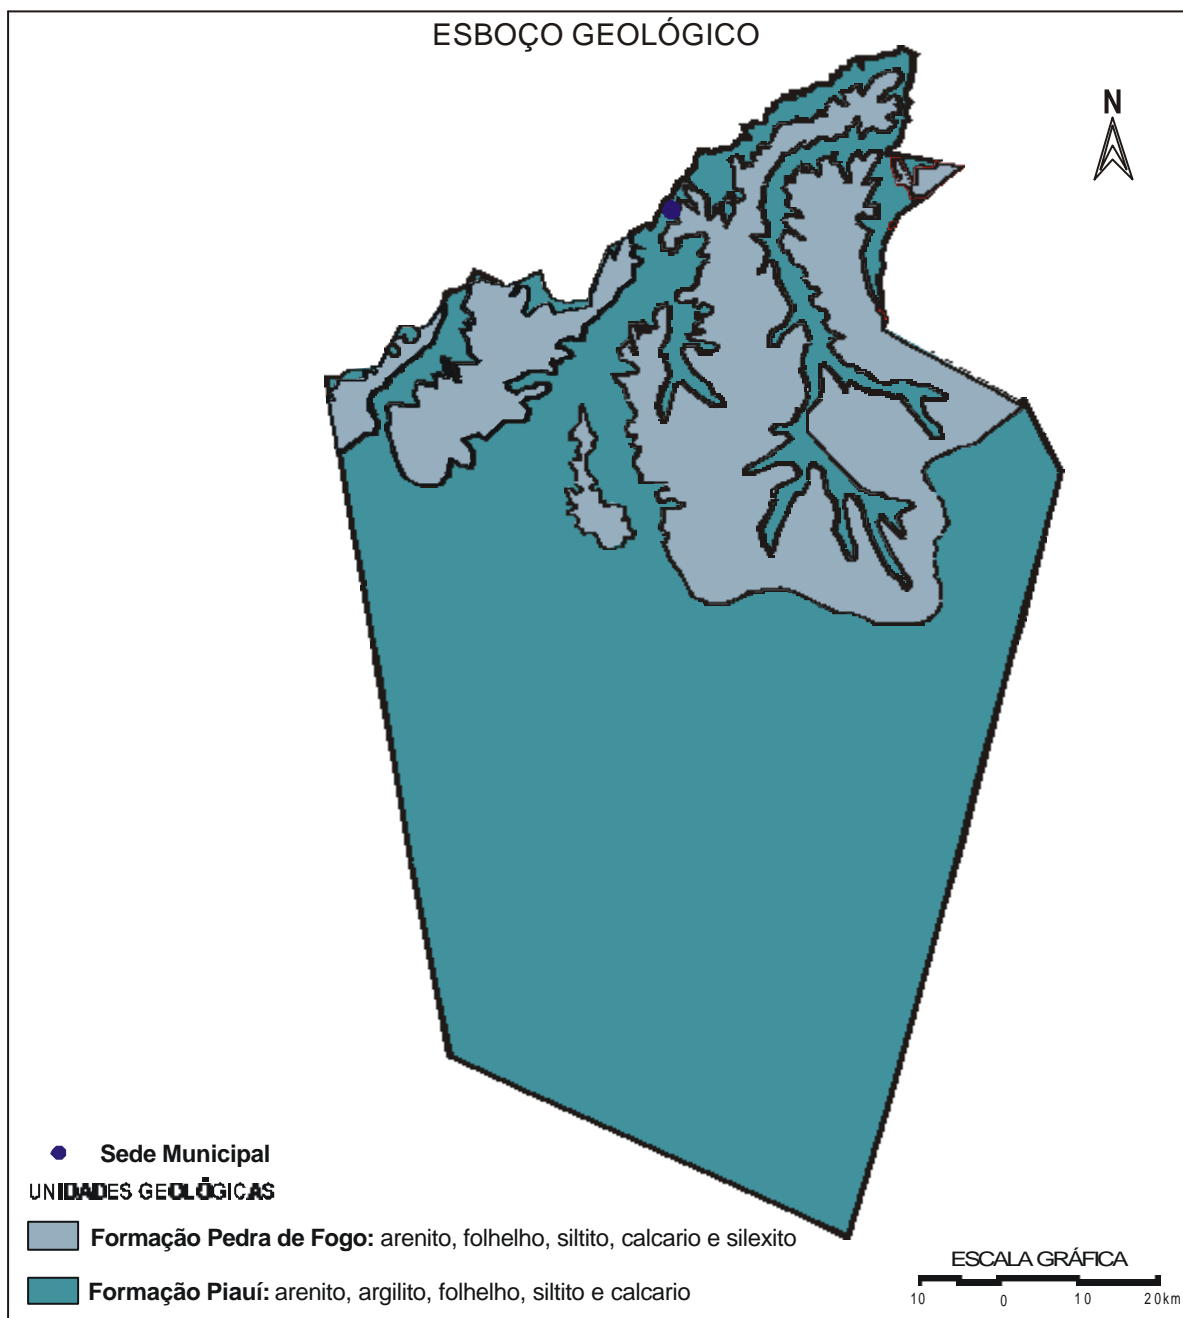 ESBOÇO GEOLÓGICO
N
Sede Municipal
UNIDADES GEOLÓGICAS
Formação Pedra de Fogo: arenito, folhelho, siltito, calcario e silexito
Formação Piauí: arenito, argilito, folhelho, siltito e calcario
ESCALA GRÁFICA
10 0 10 20km